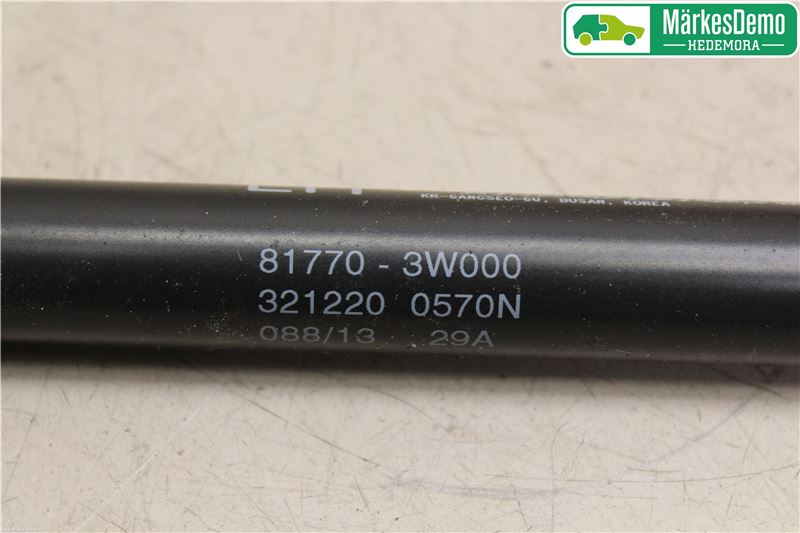 MärkesDemo
HEDEMORA
KR-GANGSEO-GU, BUSAN, KOREA
81770 - 3W000
321220 0570N
088/13 29A